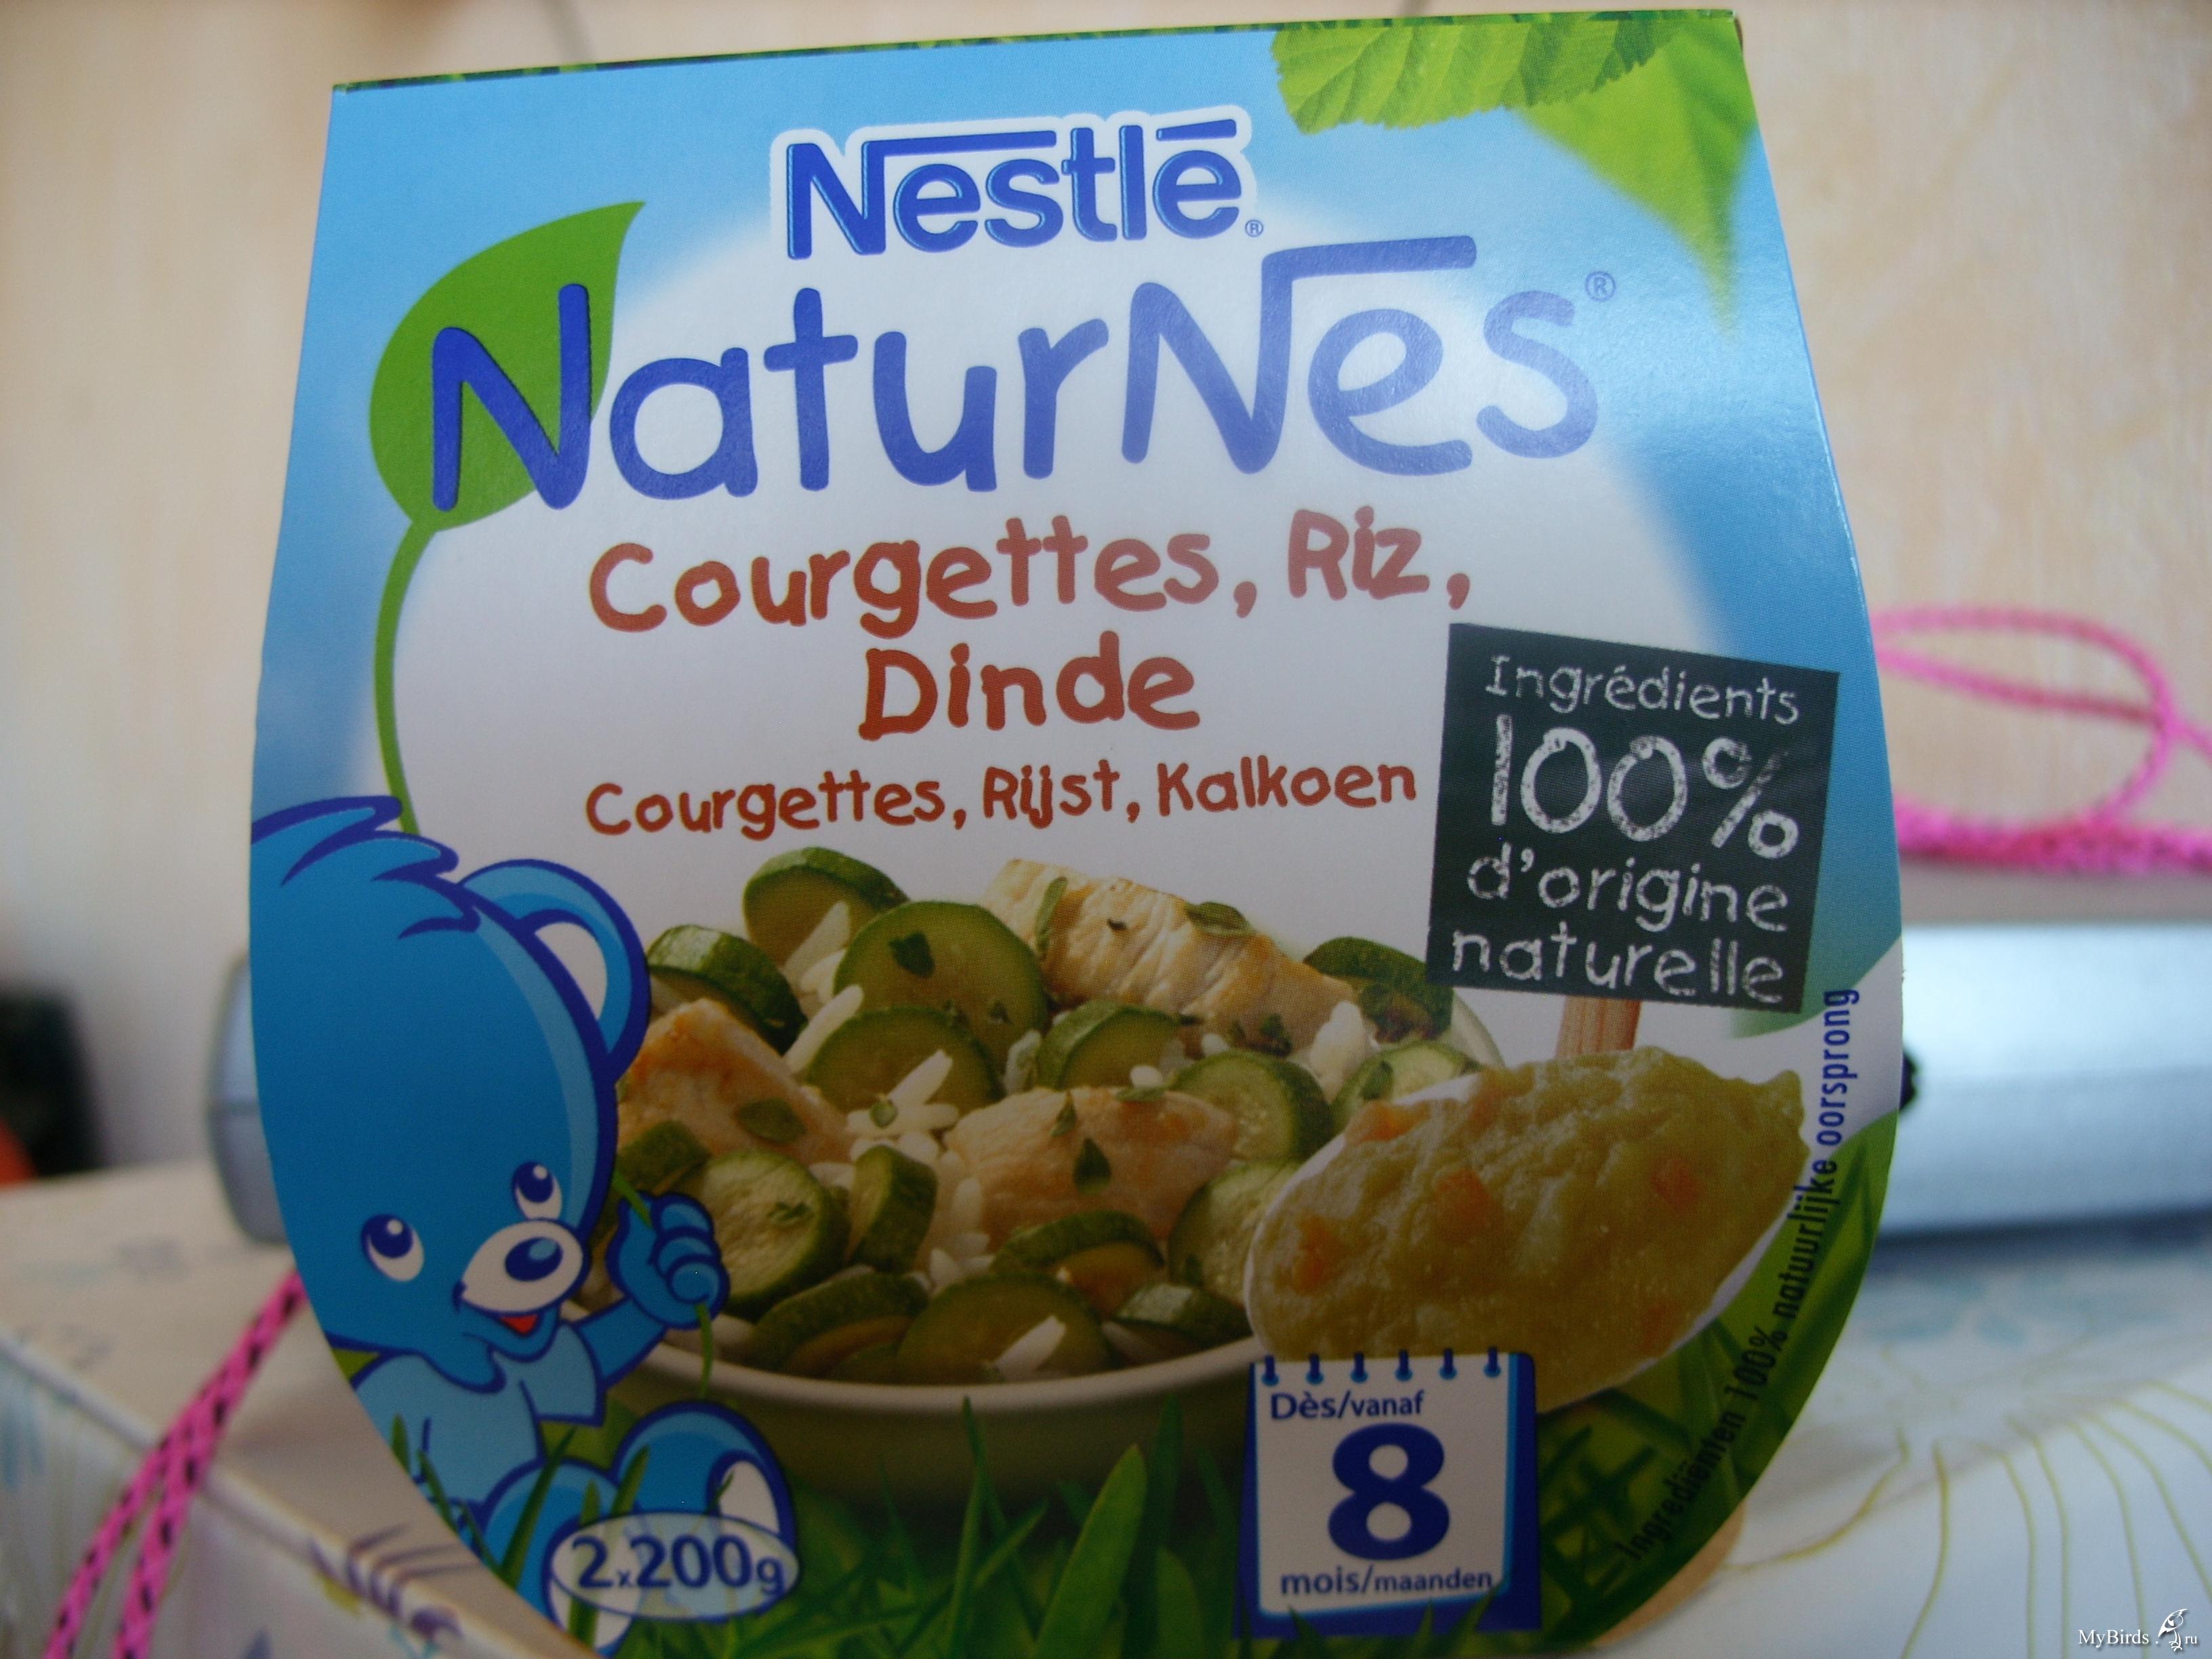 Nestlé®
NaturNes®
Courgettes, Riz,
Dinde
Courgettes, Rijst, Kalkoen
Ingrédients
100%
d'origine
naturelle
Ingrediënten 100% natuurlijke oorsprong
Dès/vanaf
8
mois/maanden
2x200g
MyBirds.ru